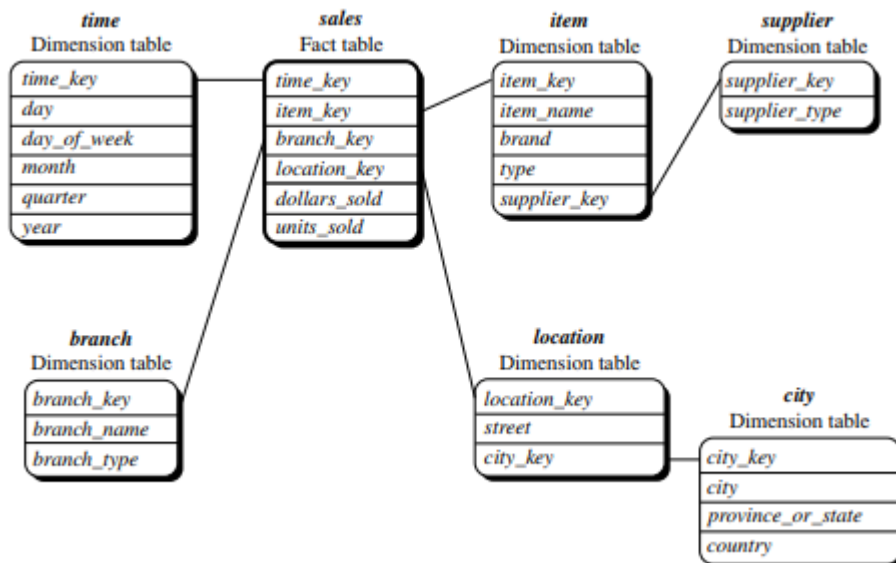 time
Dimension table
time_key
day
day_of_week
month
quarter
year
sales
Fact table
time_key
item_key
branch_key
location_key
dollars_sold
units_sold
item
Dimension table
item_key
item_name
brand
type
supplier_key
supplier
Dimension table
supplier_key
supplier_type
branch
Dimension table
branch_key
branch_name
branch_type
location
Dimension table
location_key
street
city_key
city
Dimension table
city_key
city
province_or_state
country